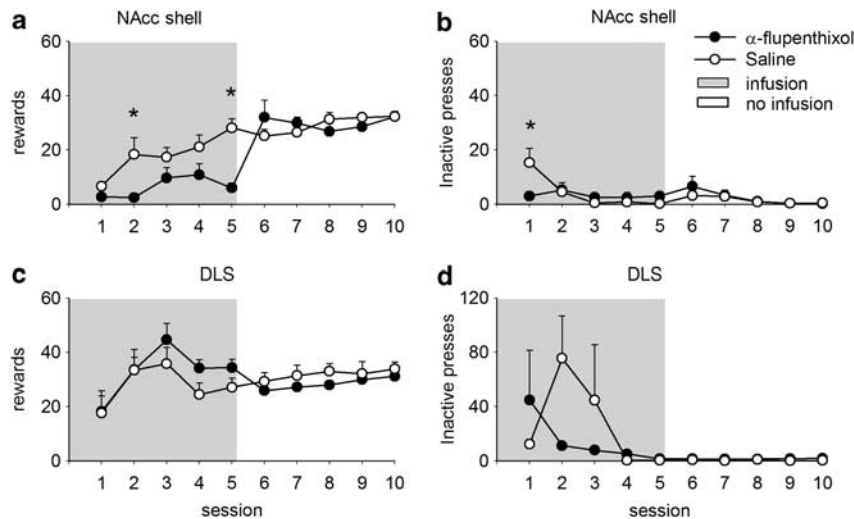 a NAcc shell
rewards
60
40
20
0
* *
1 2 3 4 5 6 7 8 9 10
b NAcc shell
Inactive presses
60
40
20
0
*
α-flupenthixol
Saline
infusion
no infusion
1 2 3 4 5 6 7 8 9 10
c DLS
rewards
60
40
20
0
1 2 3 4 5 6 7 8 9 10
session
d DLS
Inactive presses
120
80
40
0
1 2 3 4 5 6 7 8 9 10
session